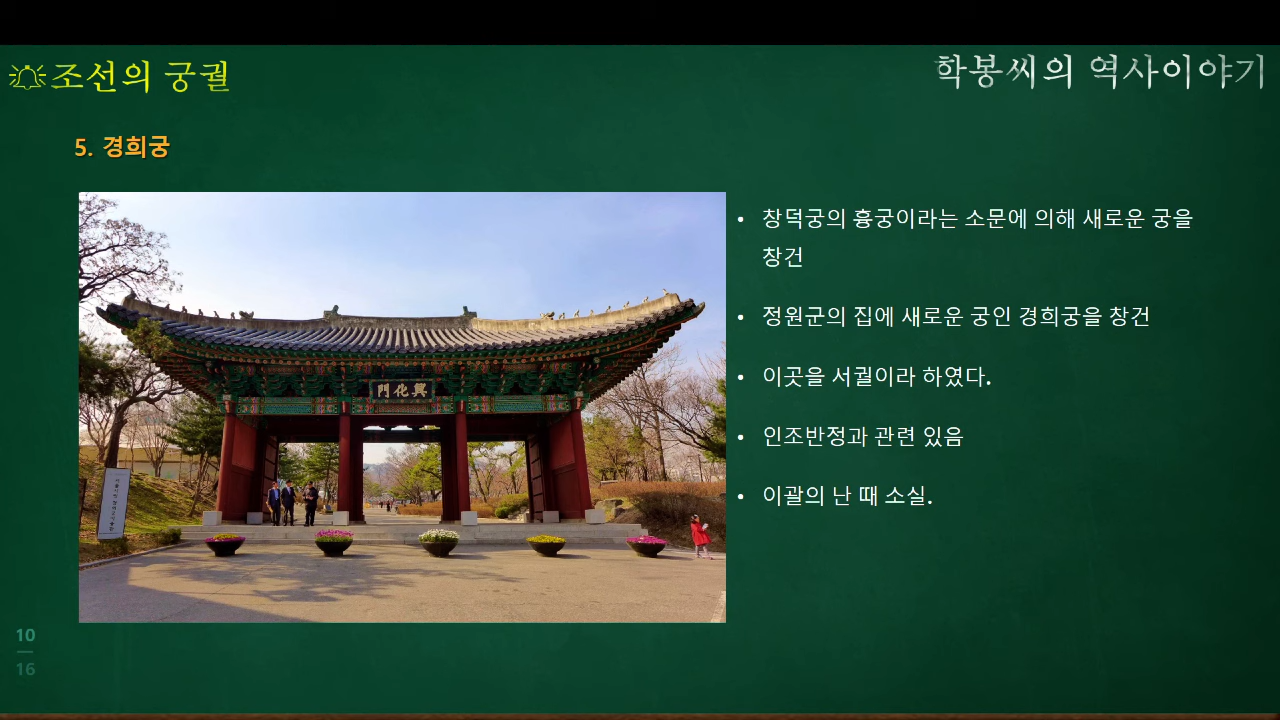 조선의 궁궐
학봉씨의 역사이야기
5. 경희궁
• 창덕궁의 흉궁이라는 소문에 의해 새로운 궁을
창건
• 정원군의 집에 새로운 궁인 경희궁을 창건
• 이곳을 서궐이라 하였다.
• 인조반정과 관련 있음
• 이괄의 난 때 소실.
門化興
10
16